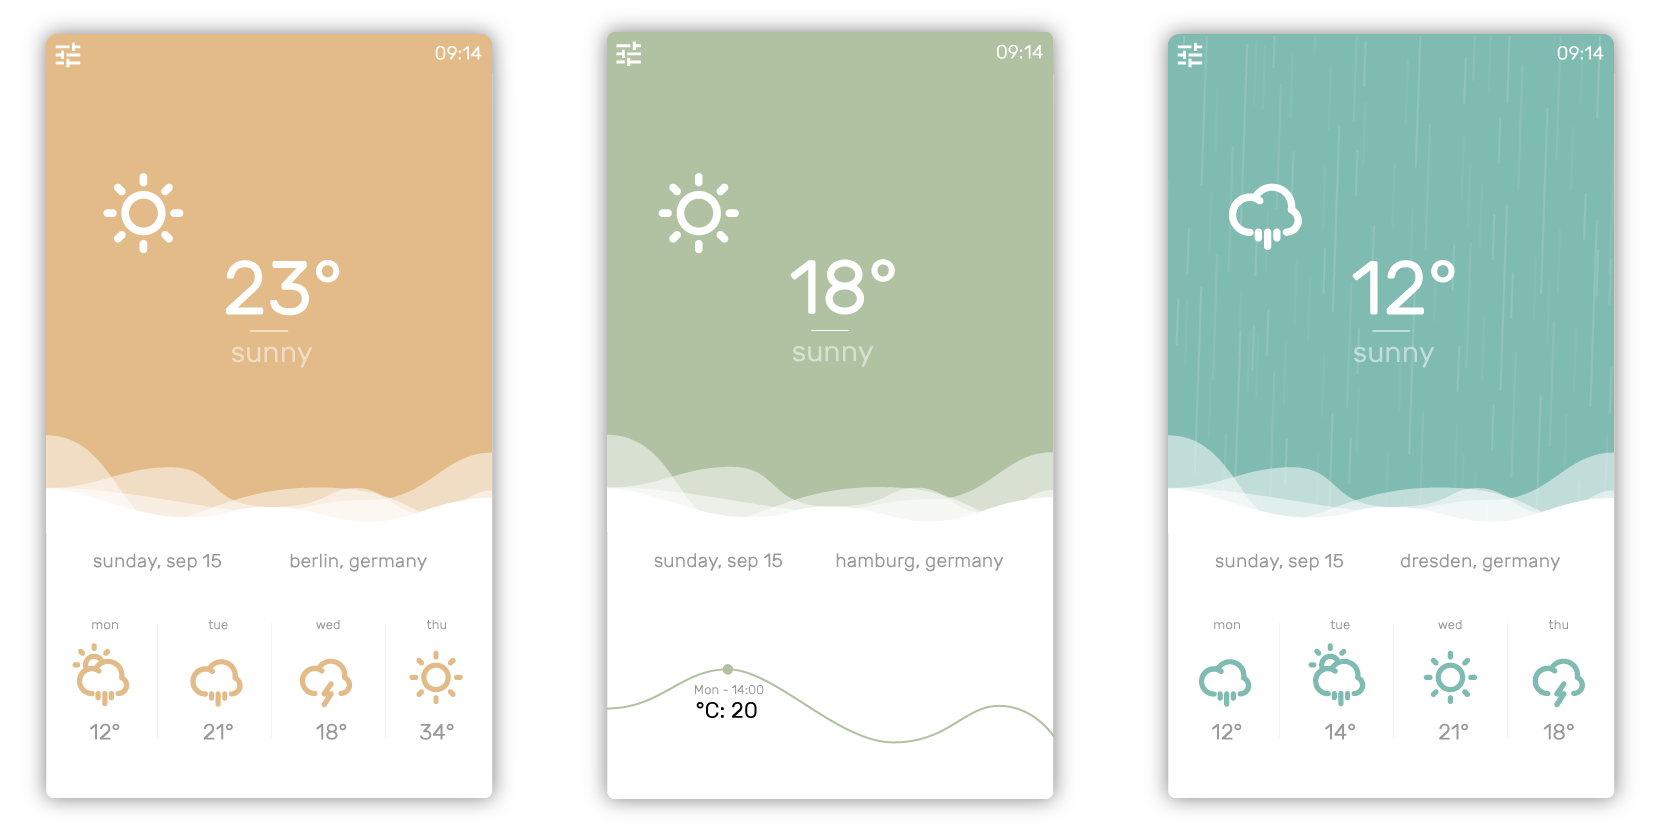 09:14
23°
sunny
sunday, sep 15 berlin, germany
mon tue wed thu
12° 21° 18° 34°
09:14
18°
sunny
sunday, sep 15 hamburg, germany
Mon - 14:00
°C: 20
09:14
12°
sunny
sunday, sep 15 dresden, germany
mon tue wed thu
12° 14° 21° 18°